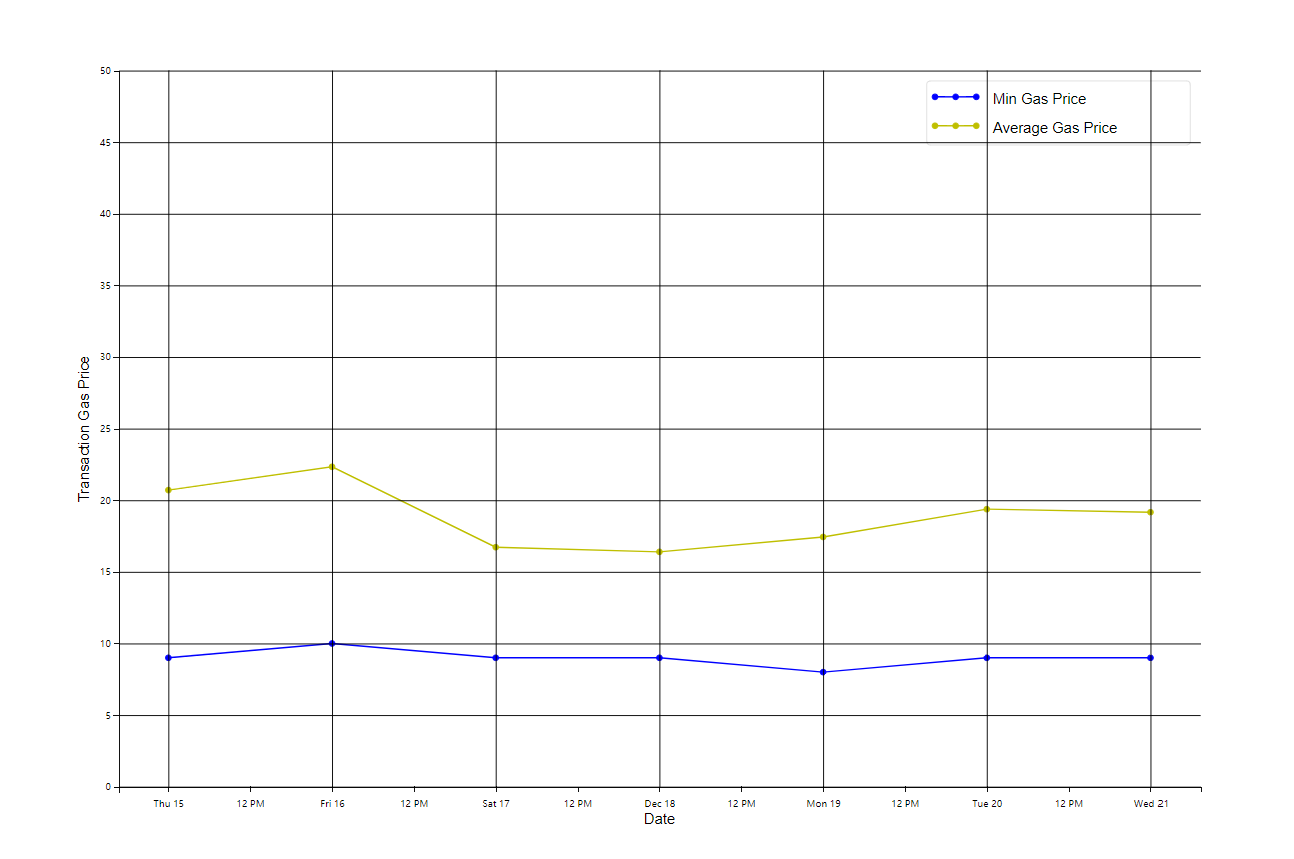 Min Gas Price
Average Gas Price
50
45
40
35
30
25
20
15
10
5
0
Transaction Gas Price
Thu 15 12 PM Fri 16 12 PM Sat 17 12 PM Dec 18 12 PM Mon 19 12 PM Tue 20 12 PM Wed 21
Date